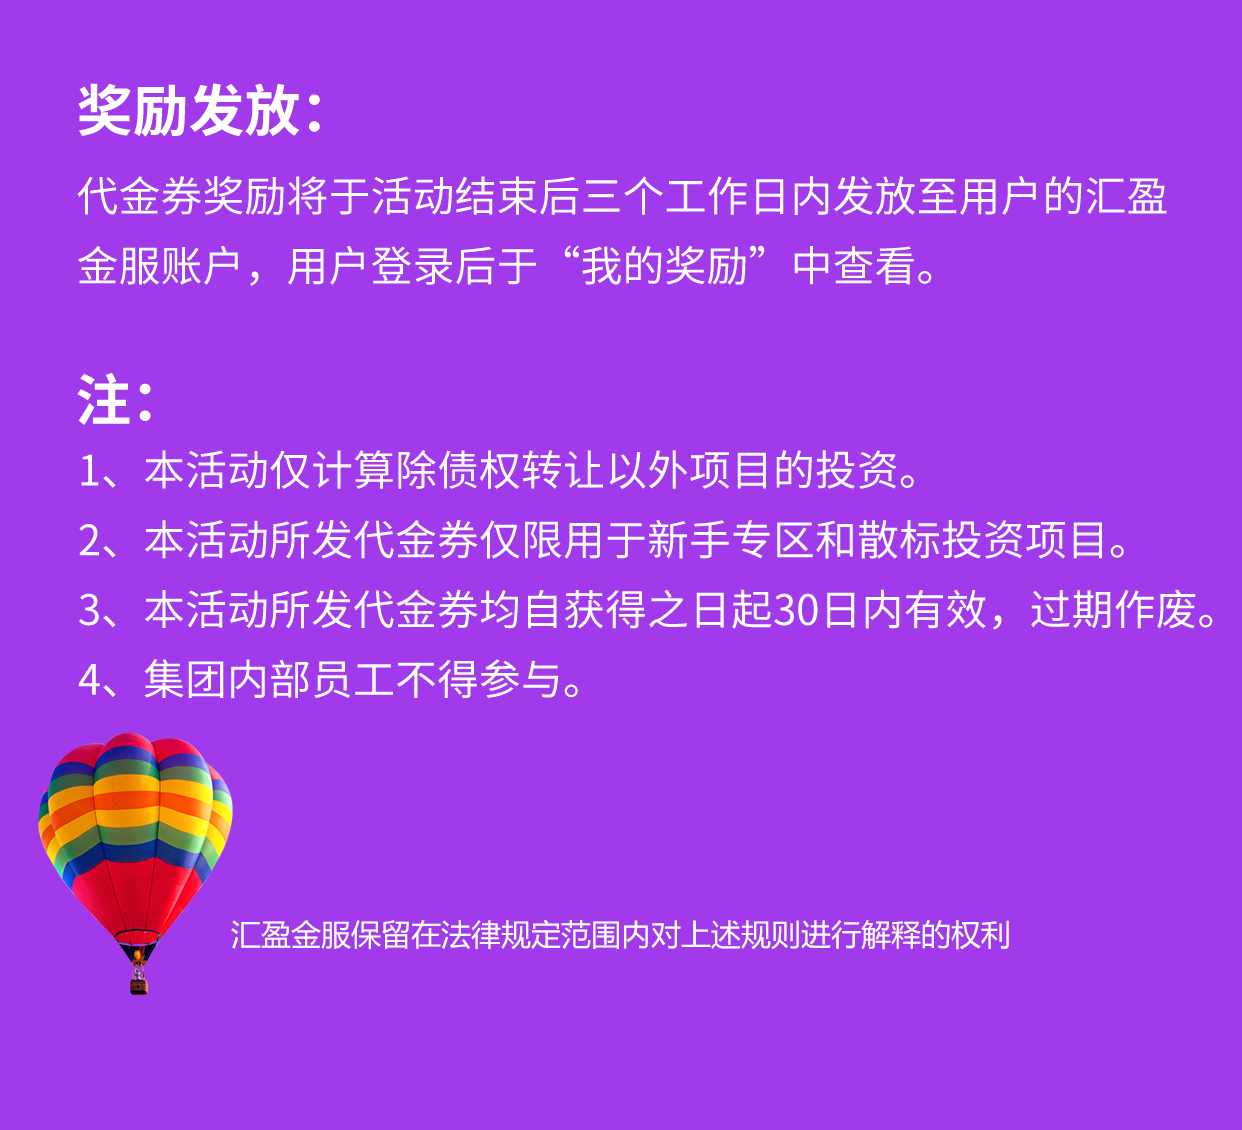 奖励发放：
代金券奖励将于活动结束后三个工作日内发放至用户的汇盈
金服账户，用户登录后于“我的奖励”中查看。
注：
1、本活动仅计算除债权转让以外项目的投资。
2、本活动所发代金券仅限用于新手专区和散标投资项目。
3、本活动所发代金券均自获得之日起30日内有效，过期作废。
4、集团内部员工不得参与。
汇盈金服保留在法律规定范围内对上述规则进行解释的权利